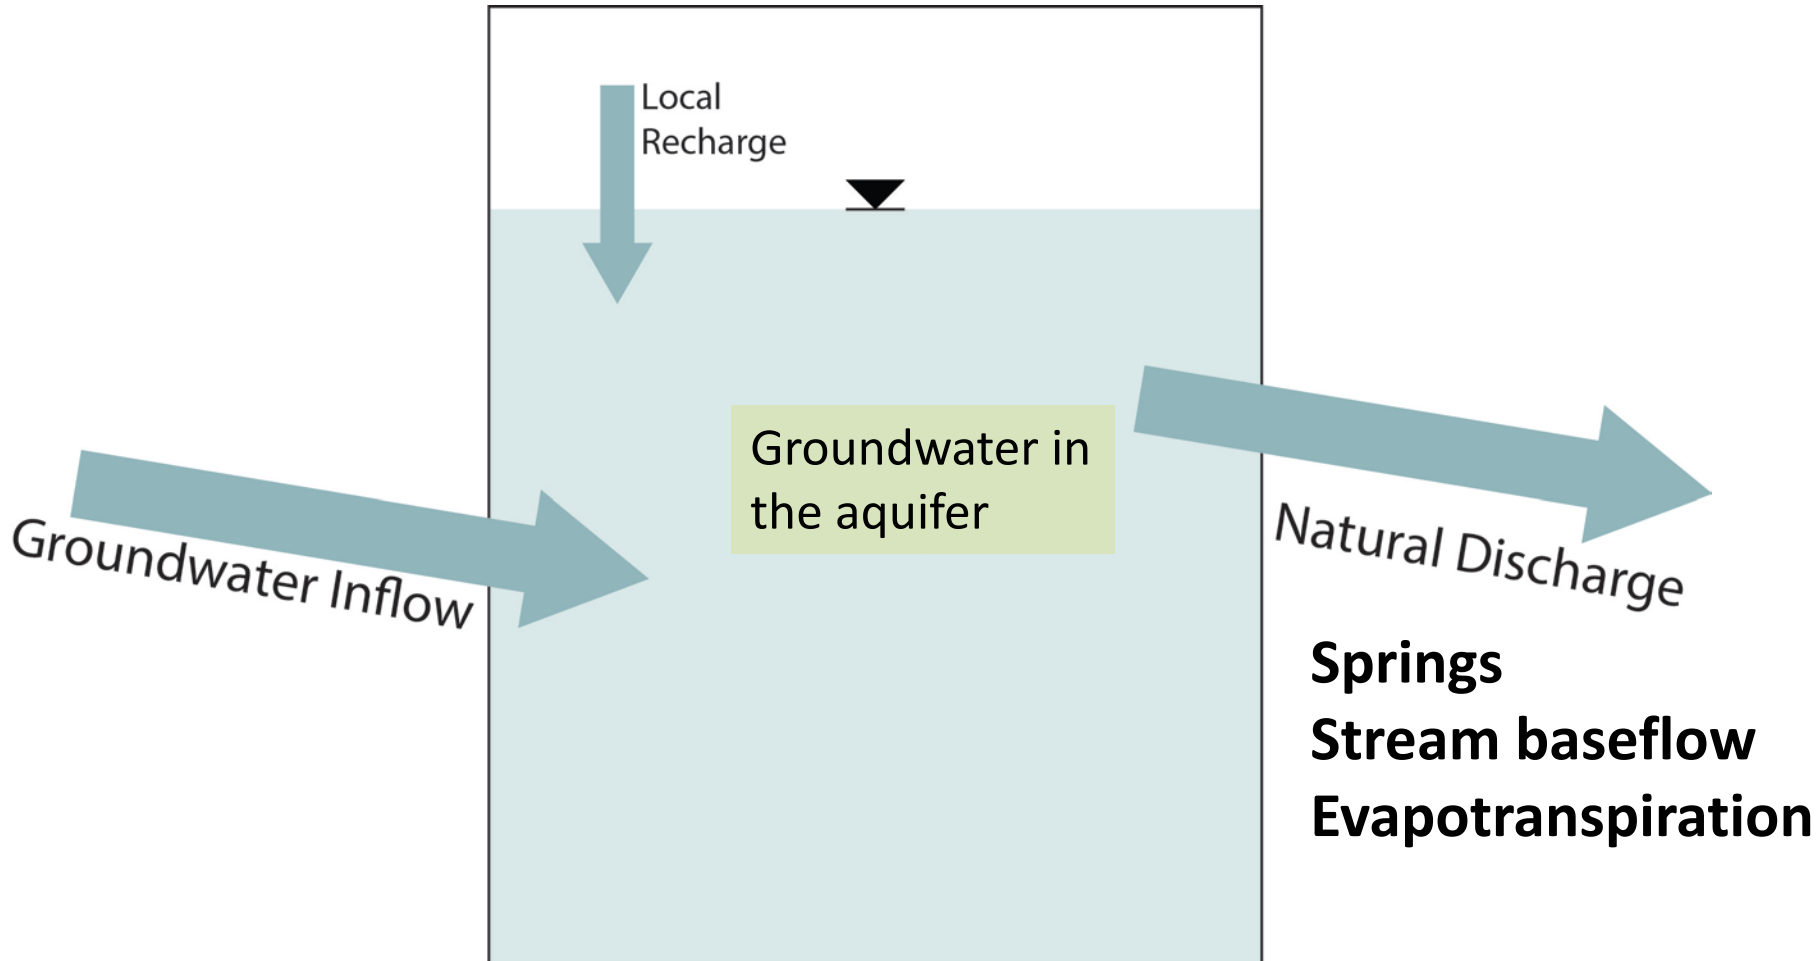 Local
Recharge
Groundwater in
the aquifer
Groundwater Inflow
Natural Discharge
Springs
Stream baseflow
Evapotranspiration